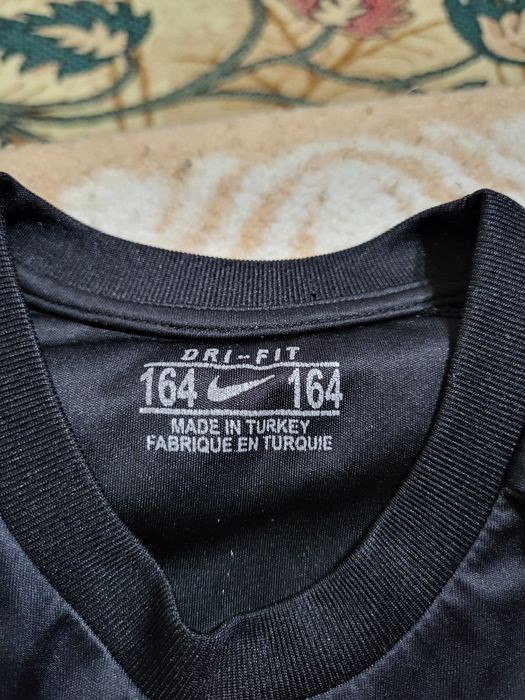 DRI-FIT
164 164
MADE IN TURKEY
FABRIQUE EN TURQUIE